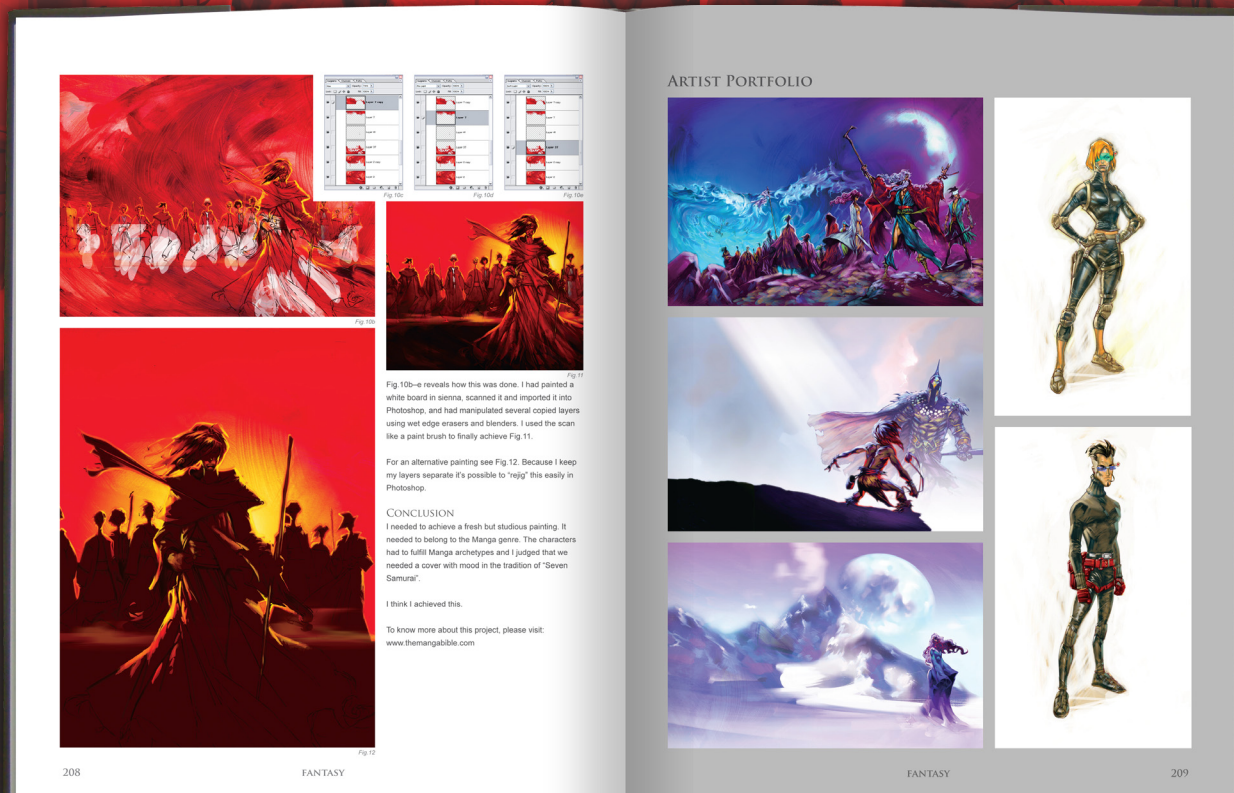 Fig.10c
Fig.10d
Fig.10e
Fig.10b
Fig.11
Fig.10b–e reveals how this was done. I had painted a
white board in sienna, scanned it and imported it into
Photoshop, and had manipulated several copied layers
using wet edge erasers and blenders. I used the scan
like a paint brush to finally achieve Fig.11.
For an alternative painting see Fig.12. Because I keep
my layers separate it's possible to "rejig" this easily in
Photoshop.
CONCLUSION
I needed to achieve a fresh but studious painting. It
needed to belong to the Manga genre. The characters
had to fulfill Manga archetypes and I judged that we
needed a cover with mood in the tradition of "Seven
Samurai".
I think I achieved this.
To know more about this project, please visit:
www.themangabible.com
Fig.12
208
FANTASY
ARTIST PORTFOLIO
FANTASY
209